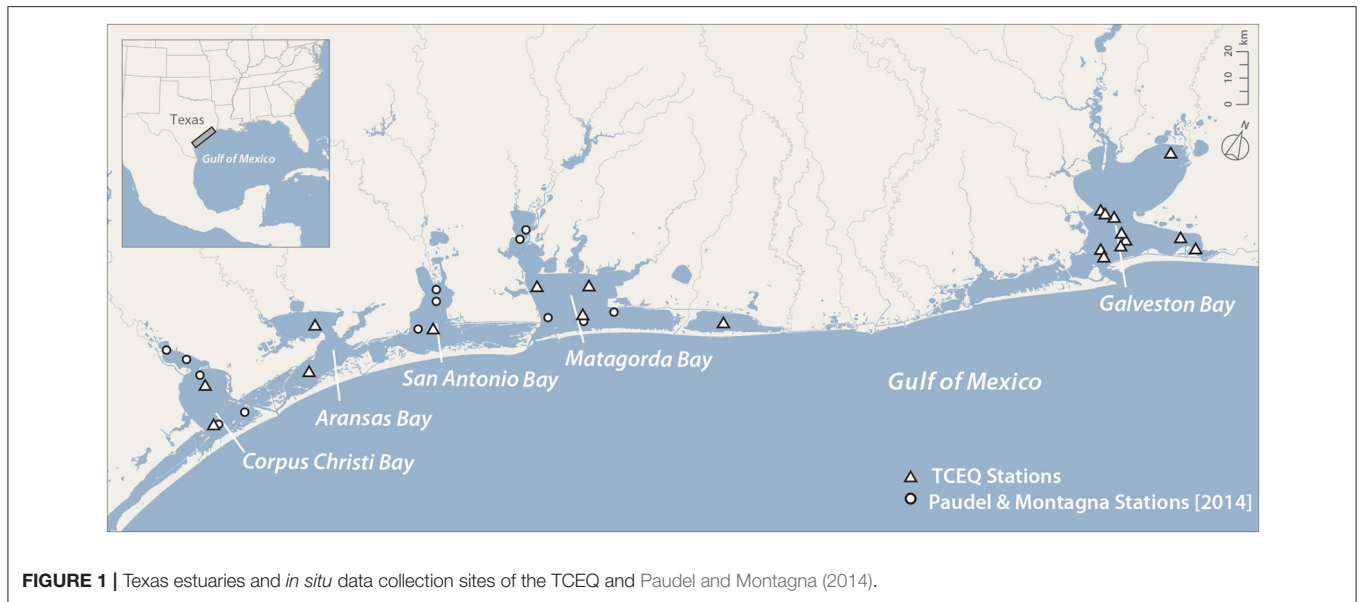 Texas
Gulf of Mexico
0 10 20 km
N
Galveston Bay
Matagorda Bay
San Antonio Bay
Gulf of Mexico
Aransas Bay
Corpus Christi Bay
TCEQ Stations
Paudel & Montagna Stations [2014]
FIGURE 1 | Texas estuaries and in situ data collection sites of the TCEQ and Paudel and Montagna (2014).